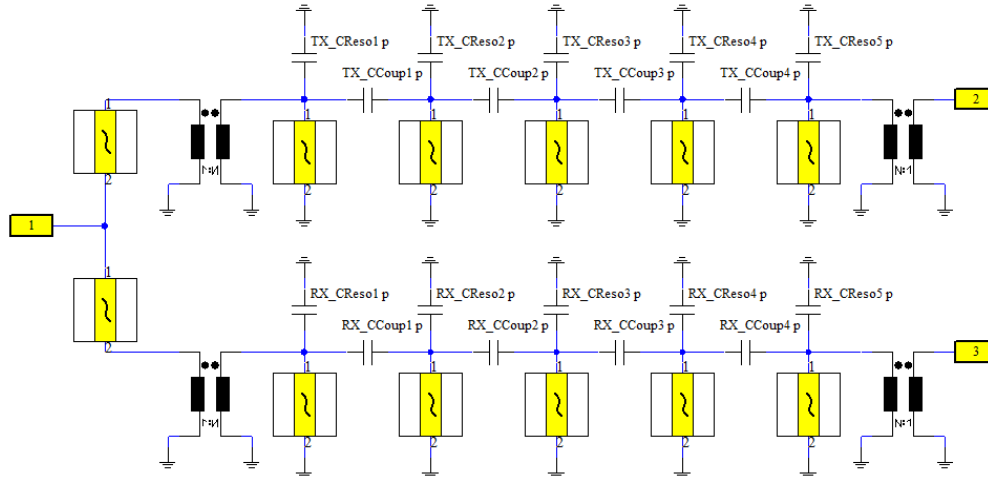 TX_CReso1 p TX_CReso2 p TX_CReso3 p TX_CReso4 p TX_CReso5 p
TX_CCoup1 p TX_CCoup2 p TX_CCoup3 p TX_CCoup4 p
1 1 1 1 1 1 2
2 2 2 2 2 2
1:N N:1
1
RX_CReso1 p RX_CReso2 p RX_CReso3 p RX_CReso4 p RX_CReso5 p
1
RX_CCoup1 p RX_CCoup2 p RX_CCoup3 p RX_CCoup4 p
2 1 1 1 1 1 3
2 2 2 2 2
1:N N:1